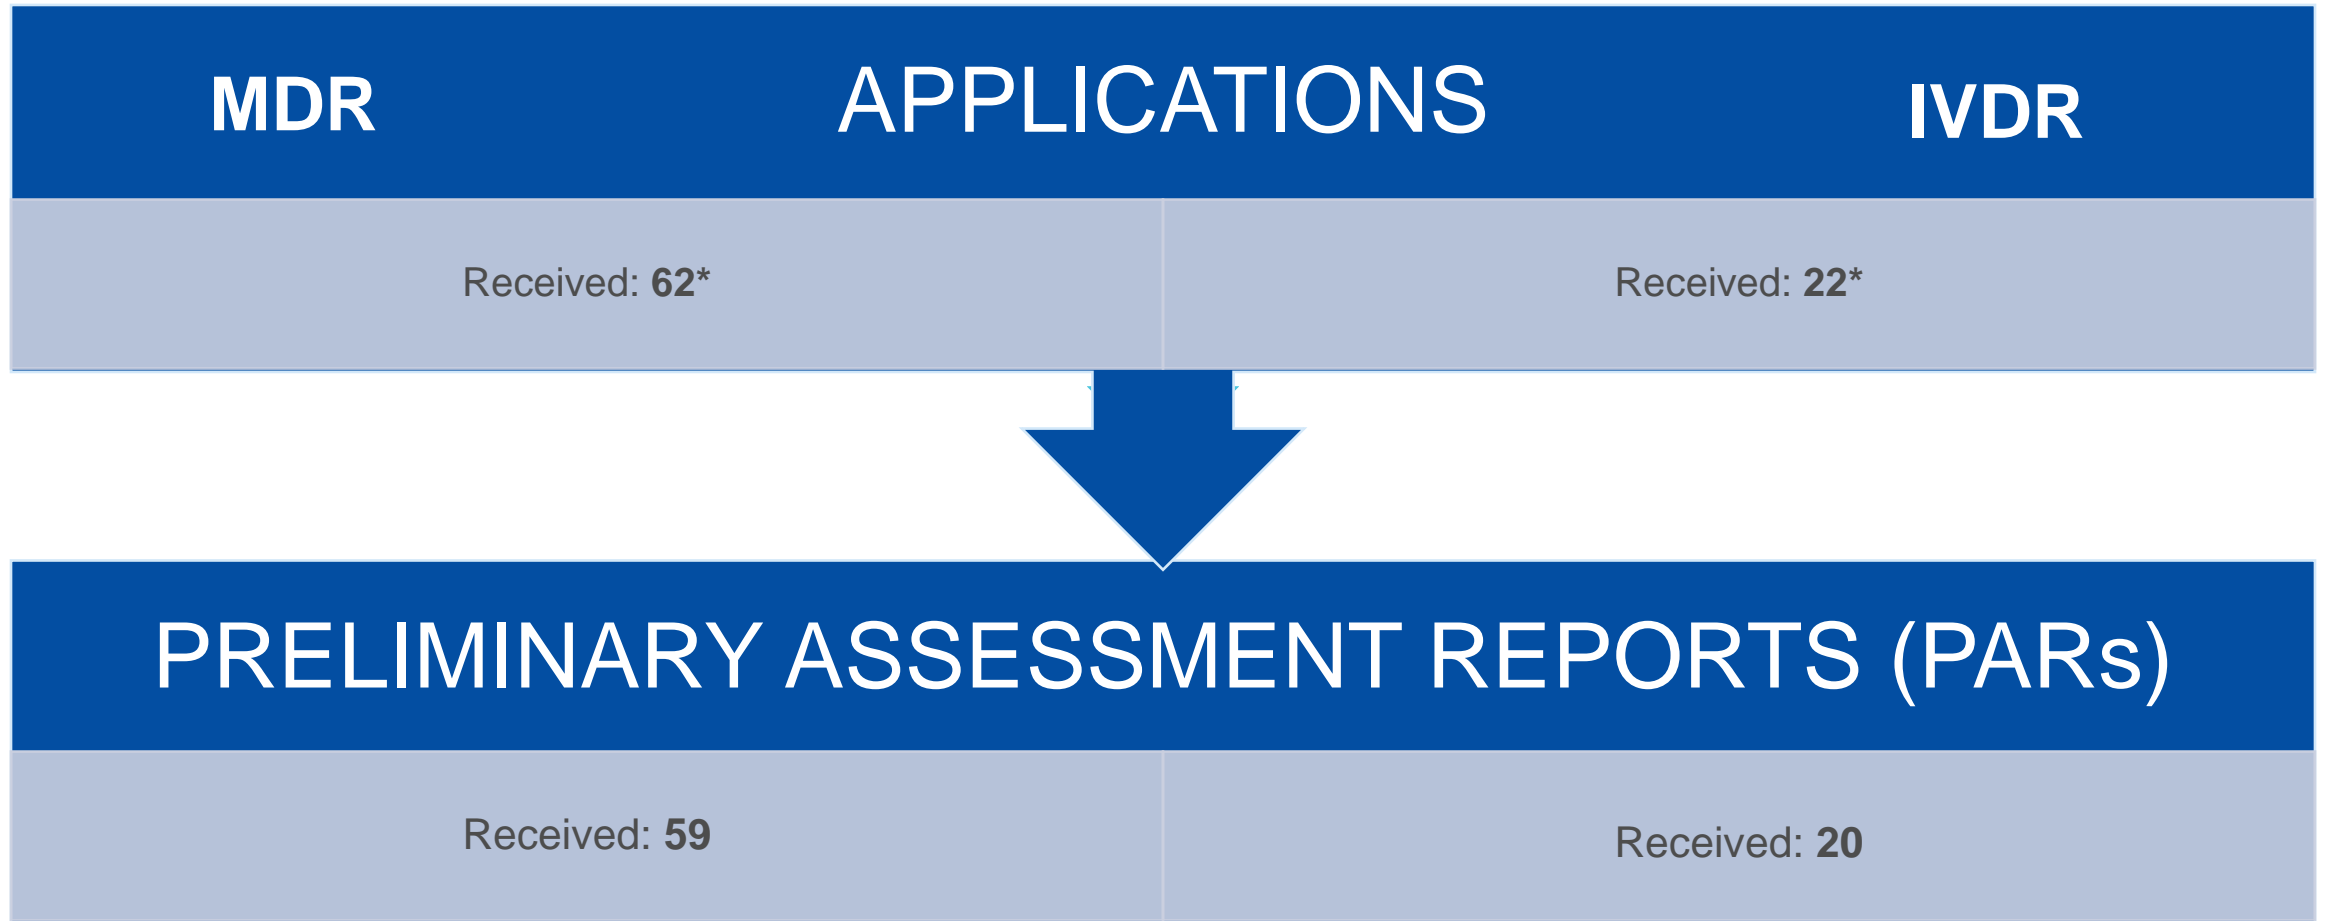 MDR APPLICATIONS IVDR
Received: 62* Received: 22*
PRELIMINARY ASSESSMENT REPORTS (PARs)
Received: 59 Received: 20